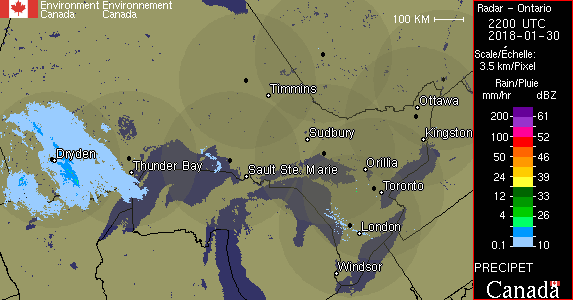 Environment Environnement
Canada Canada
Radar - Ontario
2200 UTC
2018-01-30
100 KM
Scale/Échelle:
3.5 km/Pixel
Rain/Pluie
mm/hr dBZ
200 61
100 52
50 46
24 39
12 33
4 26
1 18
0.1 10
Timmins
Ottawa
Sudbury
Kingston
Dryden
Thunder Bay
Sault Ste. Marie
Orillia
Toronto
London
Windsor
PRECIPET
Canada